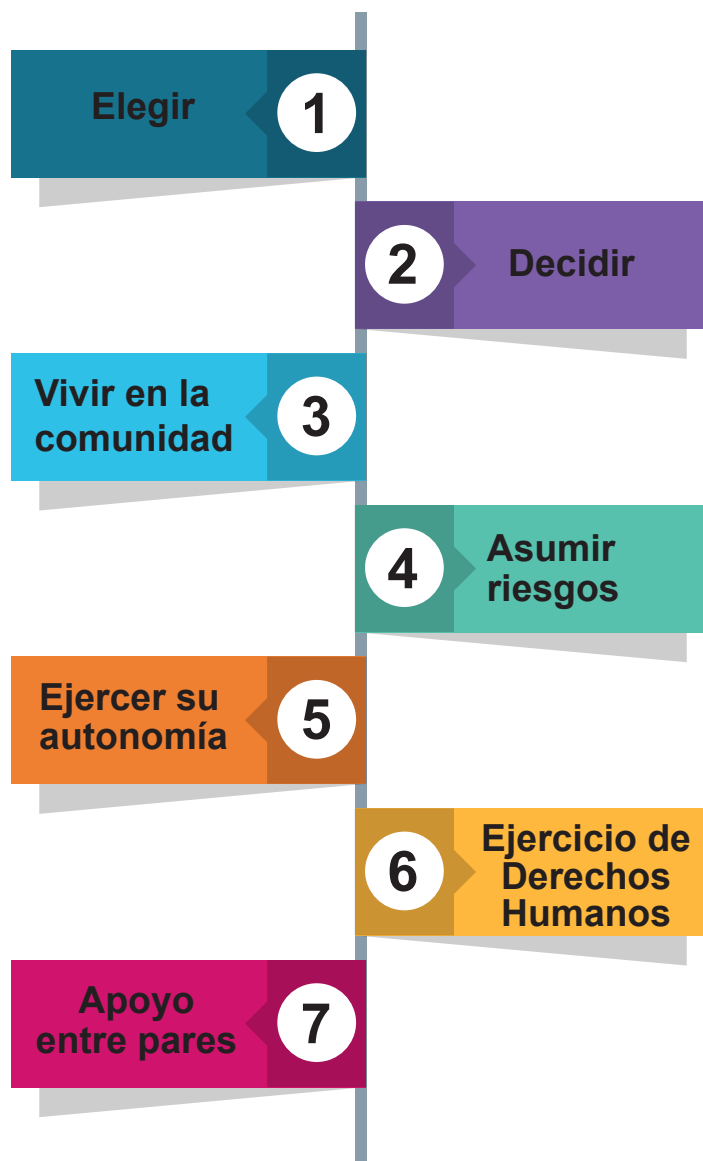 Elegir
1
2
Decidir
Vivir en la
comunidad
3
4
Asumir
riesgos
Ejercer su
autonomía
5
6
Ejercicio de
Derechos
Humanos
Apoyo
entre pares
7